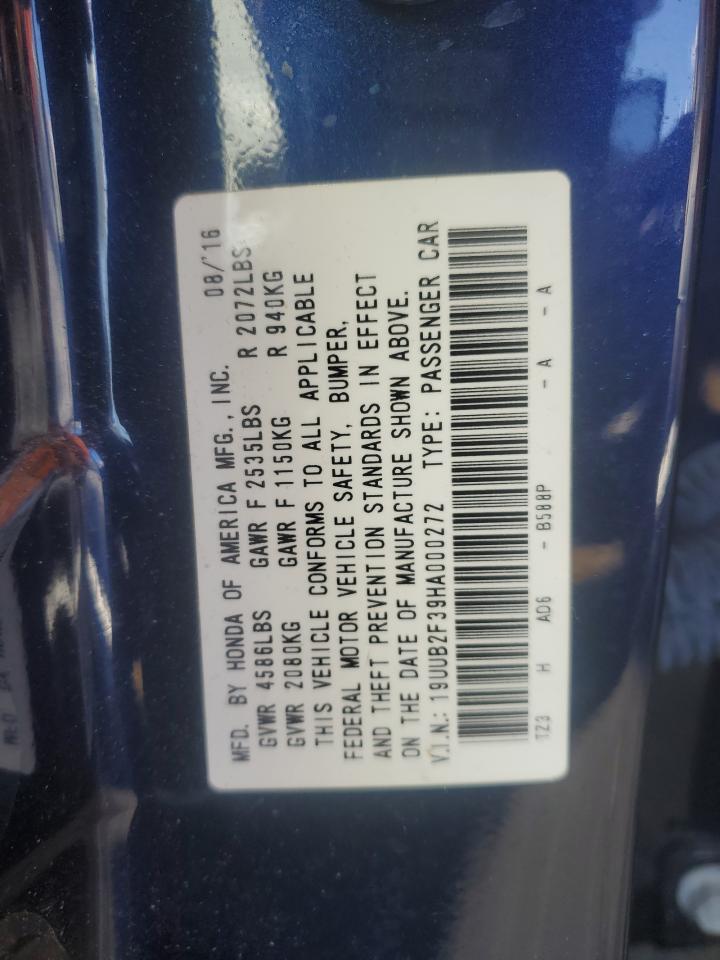 MFD. BY HONDA OF AMERICA MFG., INC. 08/'16
GVWR 4586LBS GAWR F 2535LBS R 2072LBS
GVWR 2080KG GAWR F 1150KG R 940KG
THIS VEHICLE CONFORMS TO ALL APPLICABLE
FEDERAL MOTOR VEHICLE SAFETY, BUMPER,
AND THEFT PREVENTION STANDARDS IN EFFECT
ON THE DATE OF MANUFACTURE SHOWN ABOVE.
V.I.N.: 19UUB2F39HA000272 TYPE: PASSENGER CAR
TZ3 H AD6 - B588P - A - A